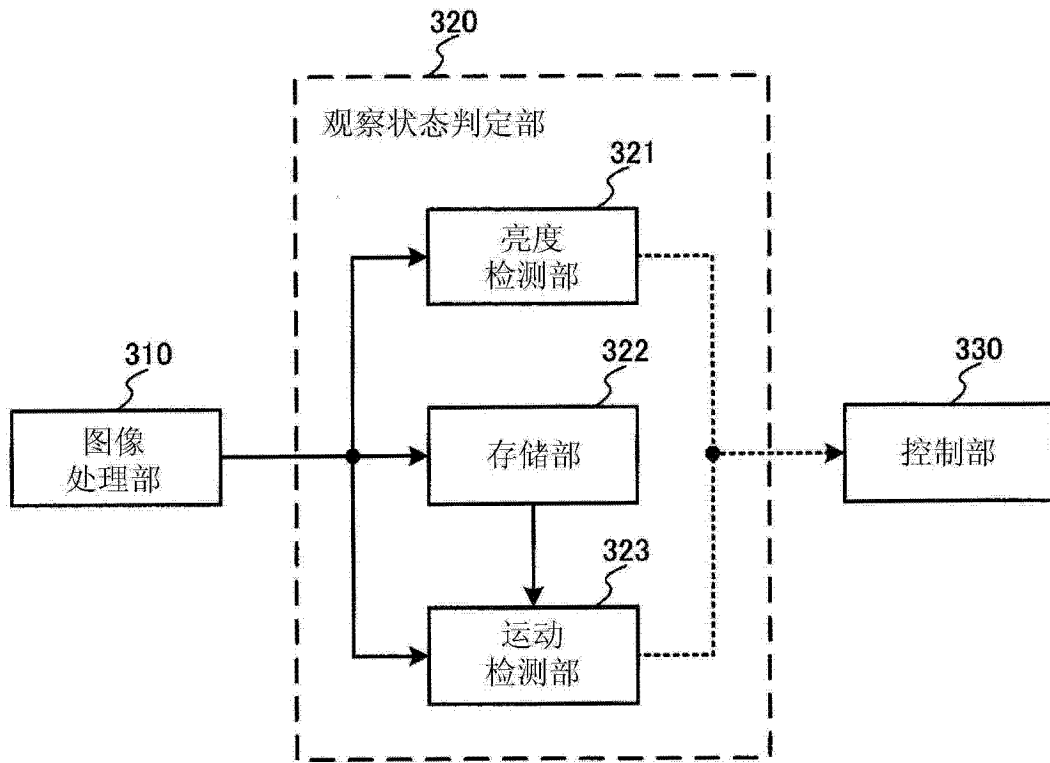 320
观察状态判定部
321
亮度
检测部
310
图像
处理部
322
存储部
330
控制部
323
运动
检测部